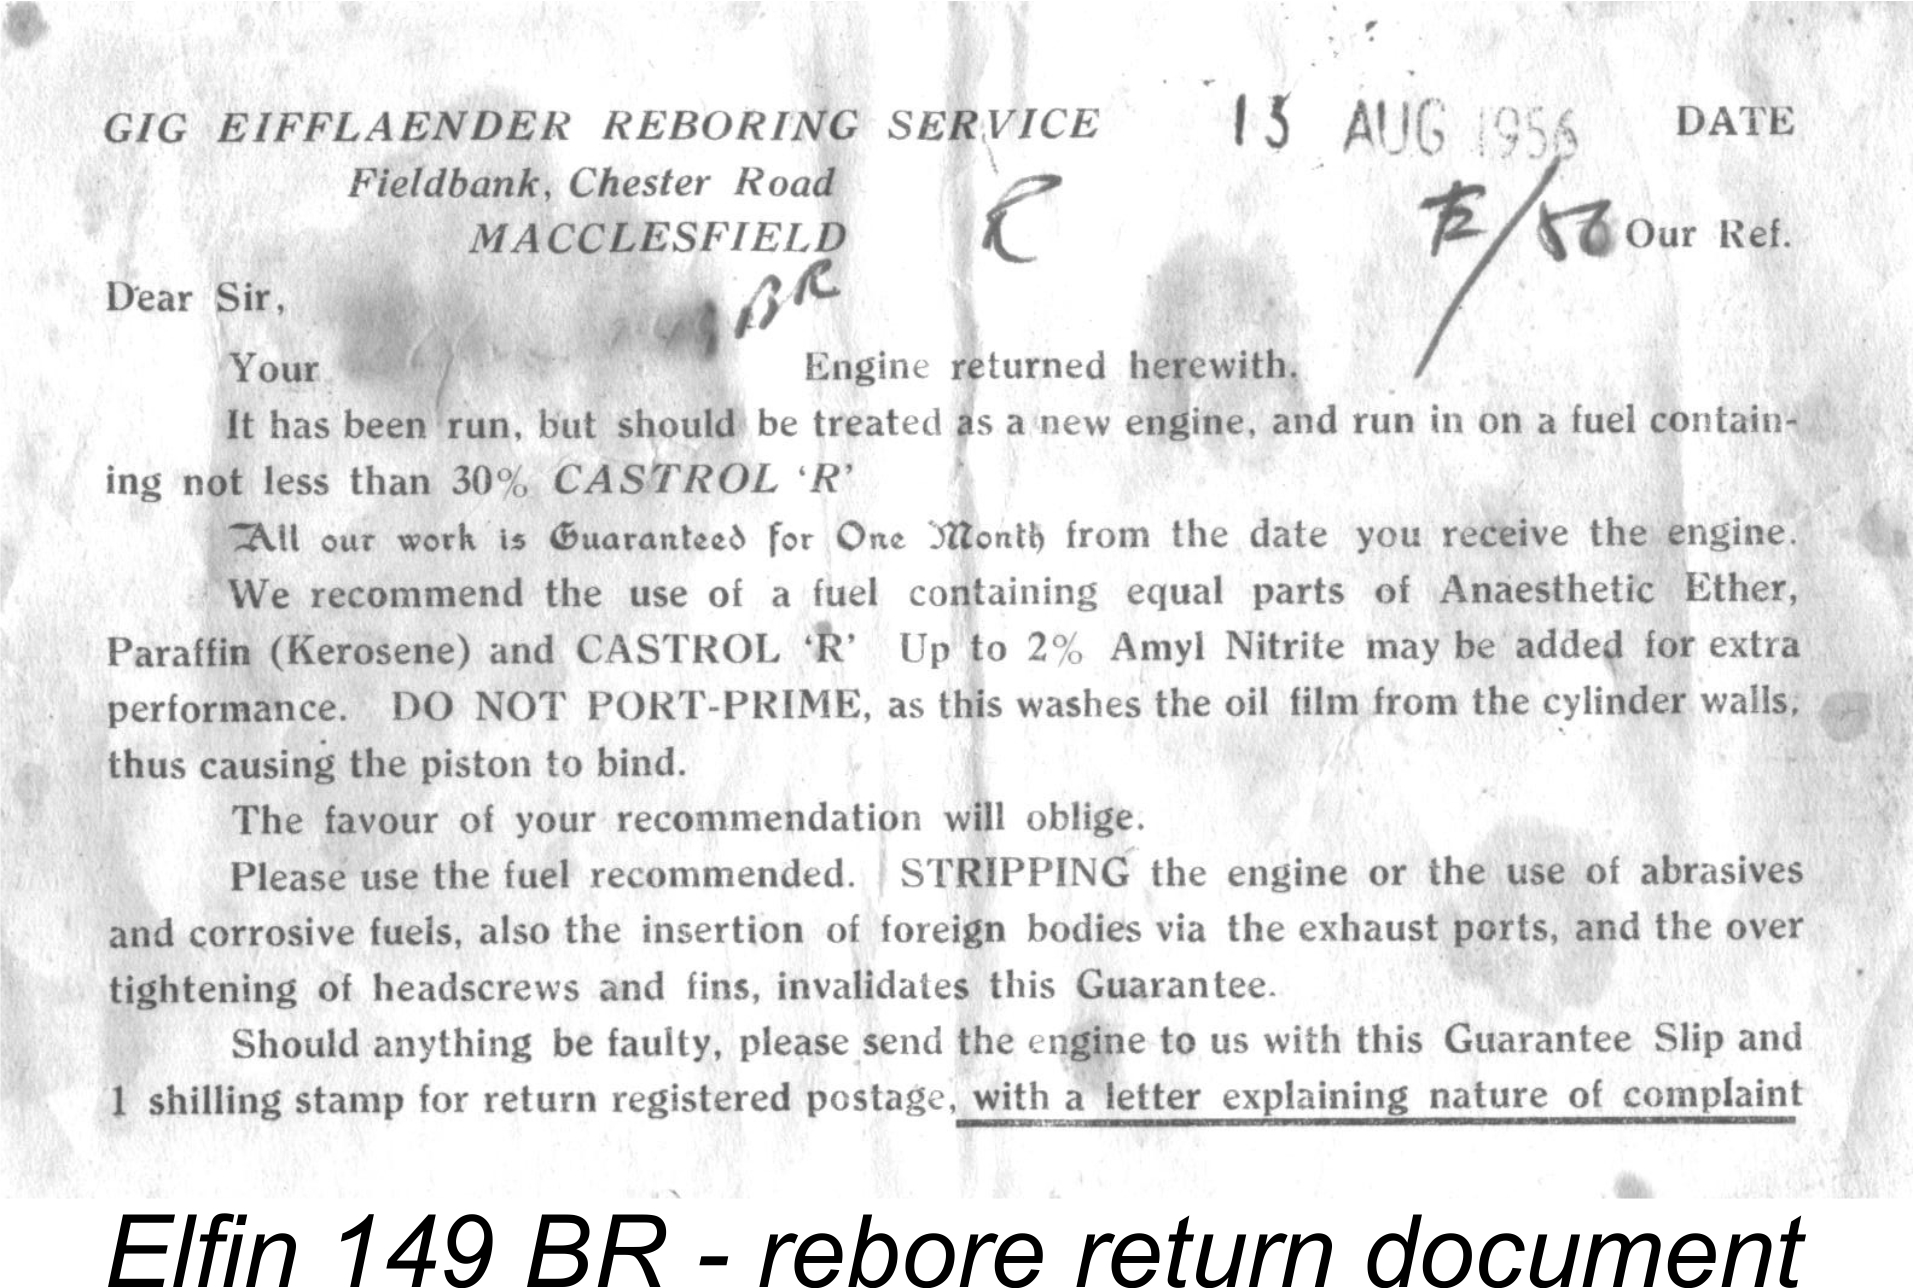 GIG EIFFLAENDER REBORING SERVICE 15 AUG 1956 DATE
Fieldbank, Chester Road
MACCLESFIELD R E/56 Our Ref.
Dear Sir, BR
Your Engine returned herewith.
It has been run, but should be treated as a new engine, and run in on a fuel contain-
ing not less than 30% CASTROL ‘R’
All our work is Guaranteed for One Month from the date you receive the engine.
We recommend the use of a fuel containing equal parts of Anaesthetic Ether,
Paraffin (Kerosene) and CASTROL ‘R’ Up to 2% Amyl Nitrite may be added for extra
performance. DO NOT PORT-PRIME, as this washes the oil film from the cylinder walls,
thus causing the piston to bind.
The favour of your recommendation will oblige.
Please use the fuel recommended. STRIPPING the engine or the use of abrasives
and corrosive fuels, also the insertion of foreign bodies via the exhaust ports, and the over
tightening of headscrews and fins, invalidates this Guarantee.
Should anything be faulty, please send the engine to us with this Guarantee Slip and
1 shilling stamp for return registered postage, with a letter explaining nature of complaint
Elfin 149 BR - rebore return document